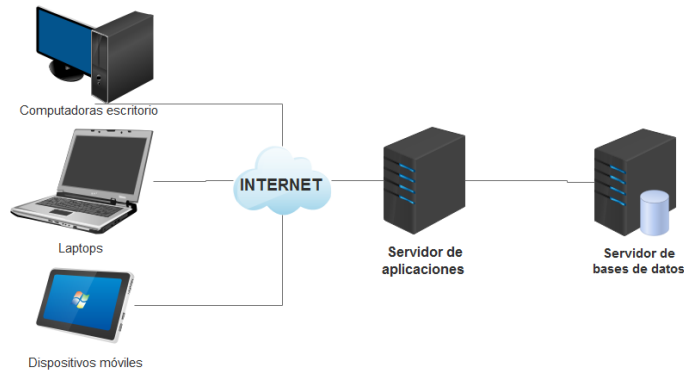 Computadoras escritorio
INTERNET
Laptops
Servidor de
aplicaciones
Servidor de
bases de datos
Dispositivos móviles